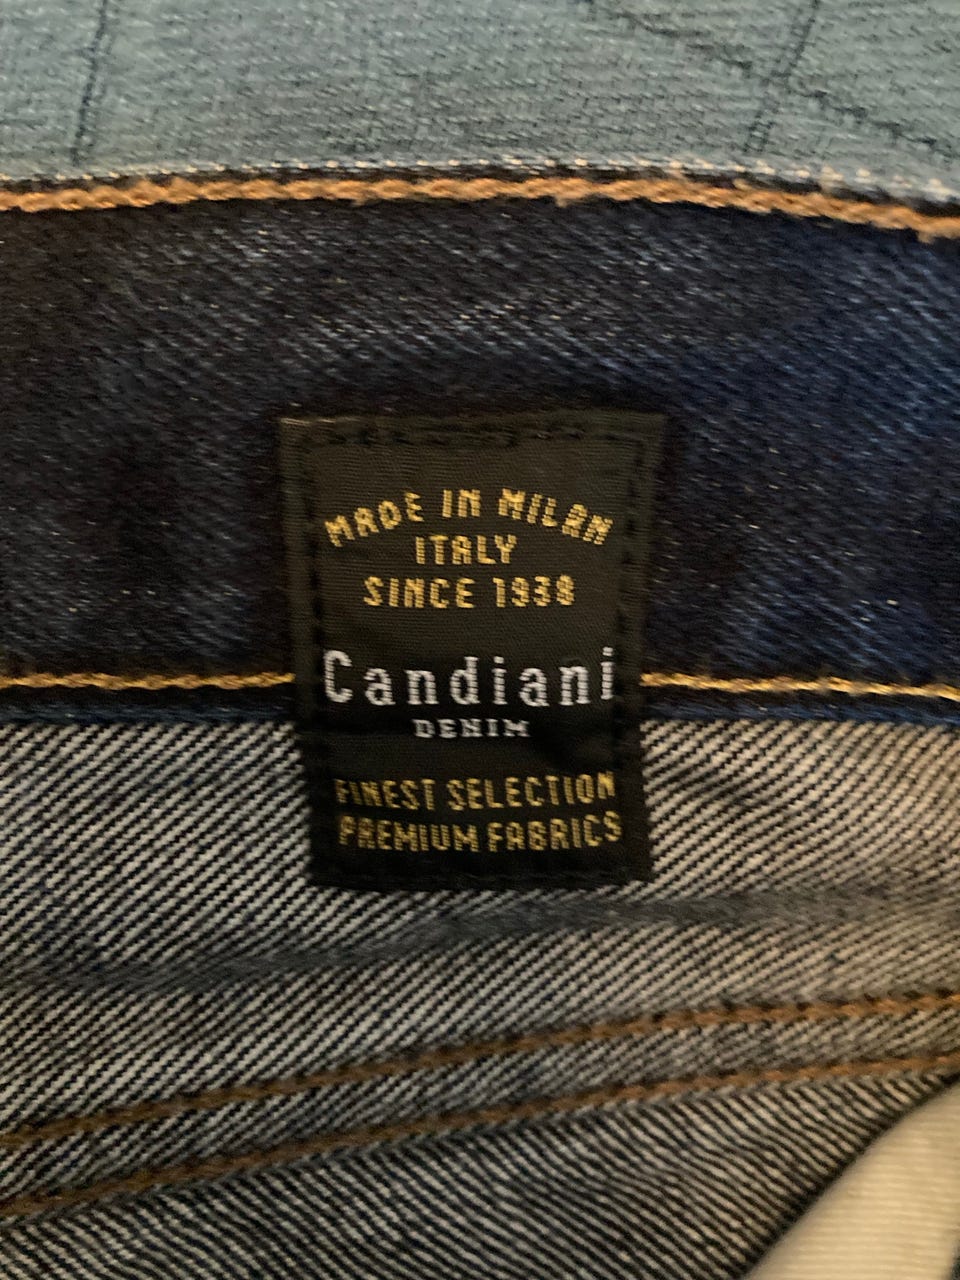 MADE IN MILAN
ITALY
SINCE 1938
Candiani
DENIM
FINEST SELECTION
PREMIUM FABRICS